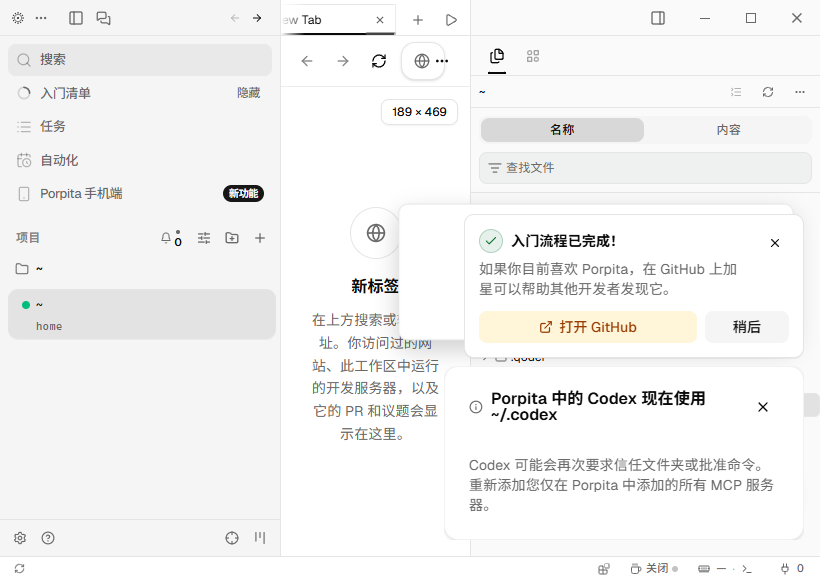 搜索
入门清单 隐藏
任务
自动化
Porpita 手机端 新功能
项目 0
~
~
home
ew Tab
189 × 469
新标签
在上方搜索或
址。你访问过的网
站、此工作区中运行
的开发服务器，以及
它的 PR 和议题会显
示在这里。
~
名称 内容
查找文件
入门流程已完成！
如果你目前喜欢 Porpita，在 GitHub 上加
星可以帮助其他开发者发现它。
打开 GitHub 稍后
.qoder
Porpita 中的 Codex 现在使用
~/.codex
Codex 可能会再次要求信任文件夹或批准命令。
重新添加您仅在 Porpita 中添加的所有 MCP 服务
器。
关闭 0